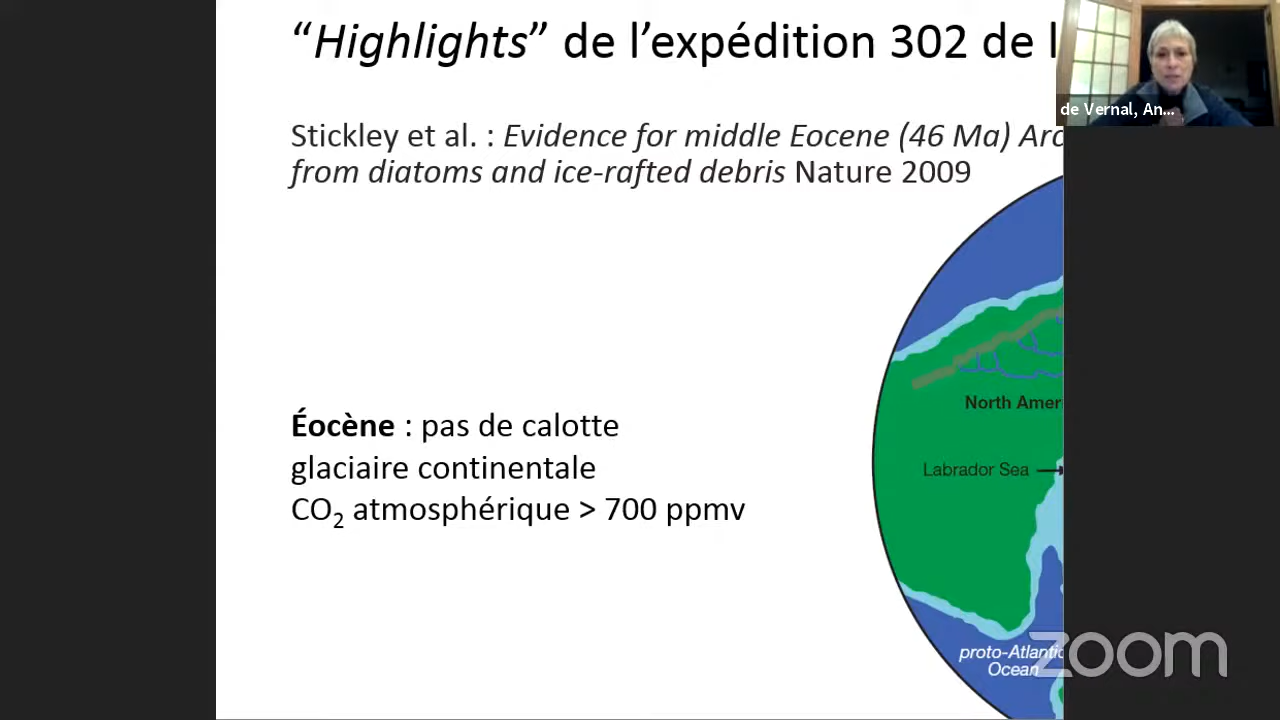 “Highlights” de l’expédition 302 de l
de Vernal, An...
Stickley et al. : Evidence for middle Eocene (46 Ma) Arc
from diatoms and ice-rafted debris Nature 2009
North Amer
Labrador Sea
Éocène : pas de calotte
glaciaire continentale
CO₂ atmosphérique > 700 ppmv
proto-Atlantic
Ocean
zoom